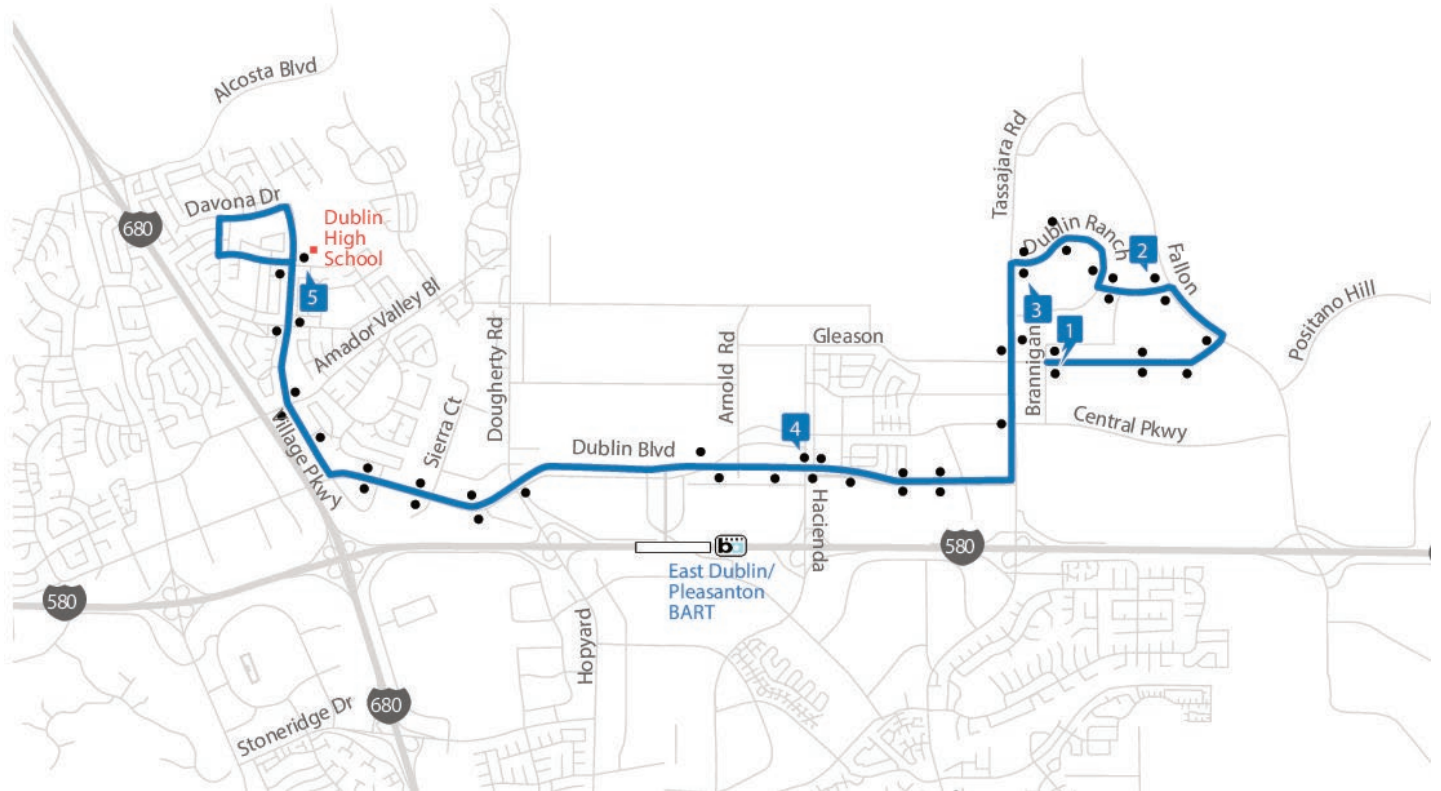 Alcosta Blvd
Davona Dr
680
Dublin
High
School
5
Amador Valley Bl
Village Pkwy
Sierra Ct
Dougherty Rd
Dublin Blvd
Arnold Rd
Gleason
4
Hacienda
Tassajara Rd
Dublin Ranch
2
Fallon
3
1
Brannigan
Central Pkwy
Positano Hill
580
580
East Dublin/
Pleasanton
BART
Hopyard
680
Stoneridge Dr